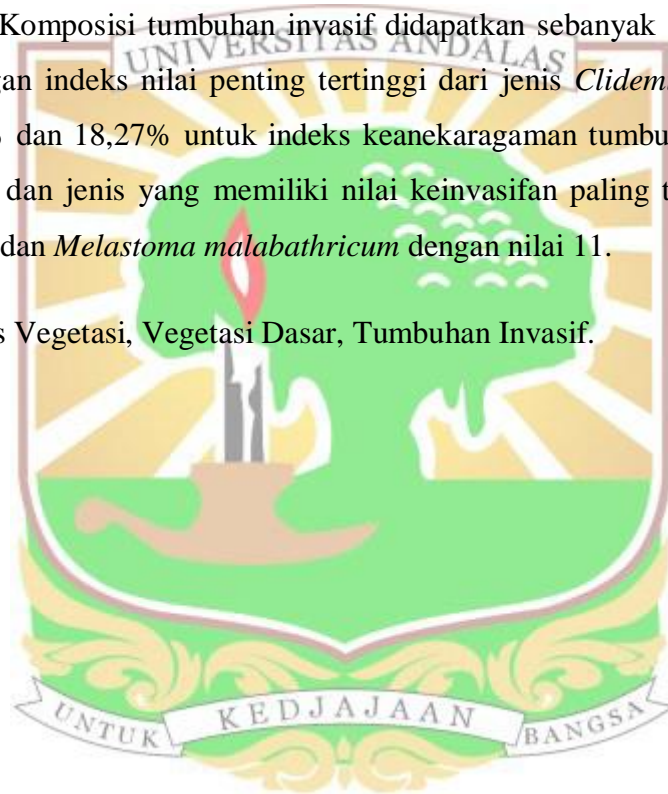 Komposisi tumbuhan invasif didapatkan sebanyak
UNIVERSITAS ANDALAS
gan indeks nilai penting tertinggi dari jenis Clidem
dan 18,27% untuk indeks keanekaragaman tumbu
dan jenis yang memiliki nilai keinvasifan paling t
dan Melastoma malabathricum dengan nilai 11.
s Vegetasi, Vegetasi Dasar, Tumbuhan Invasif.
UNTUK KEDJAJAAN BANGSA